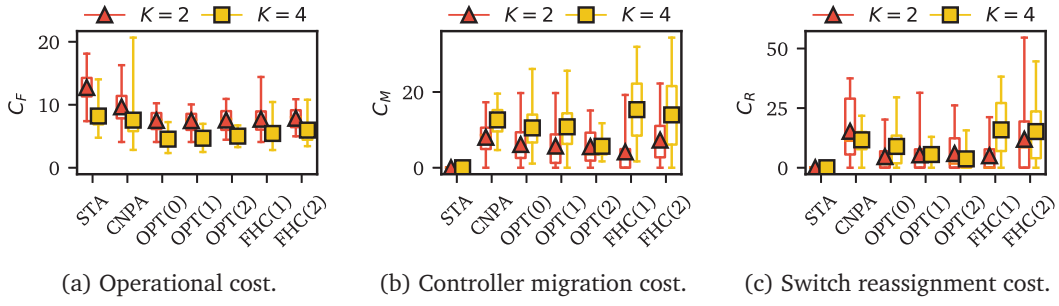 K = 2 K = 4
20
10
0
C_F
STA CNPA OPT(0) OPT(1) OPT(2) FHC(1) FHC(2)
(a) Operational cost.
K = 2 K = 4
20
0
C_M
STA CNPA OPT(0) OPT(1) OPT(2) FHC(1) FHC(2)
(b) Controller migration cost.
K = 2 K = 4
50
25
0
C_R
STA CNPA OPT(0) OPT(1) OPT(2) FHC(1) FHC(2)
(c) Switch reassignment cost.